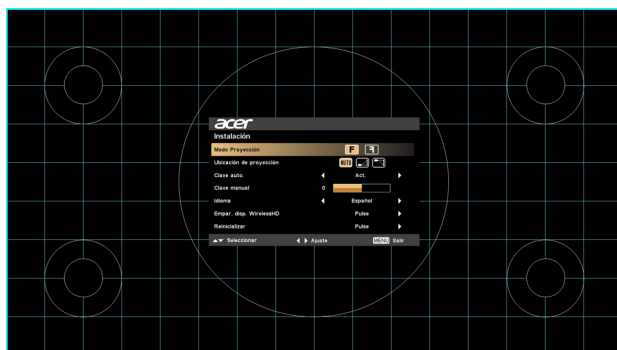 acer
Instalación
Modo Proyección F F
Ubicación de proyección AUTO
Clave auto. Act.
Clave manual 0
Idioma Español
Empar. disp. WirelessHD Pulse
Reinicializar Pulse
Seleccionar Ajuste MENU Salir